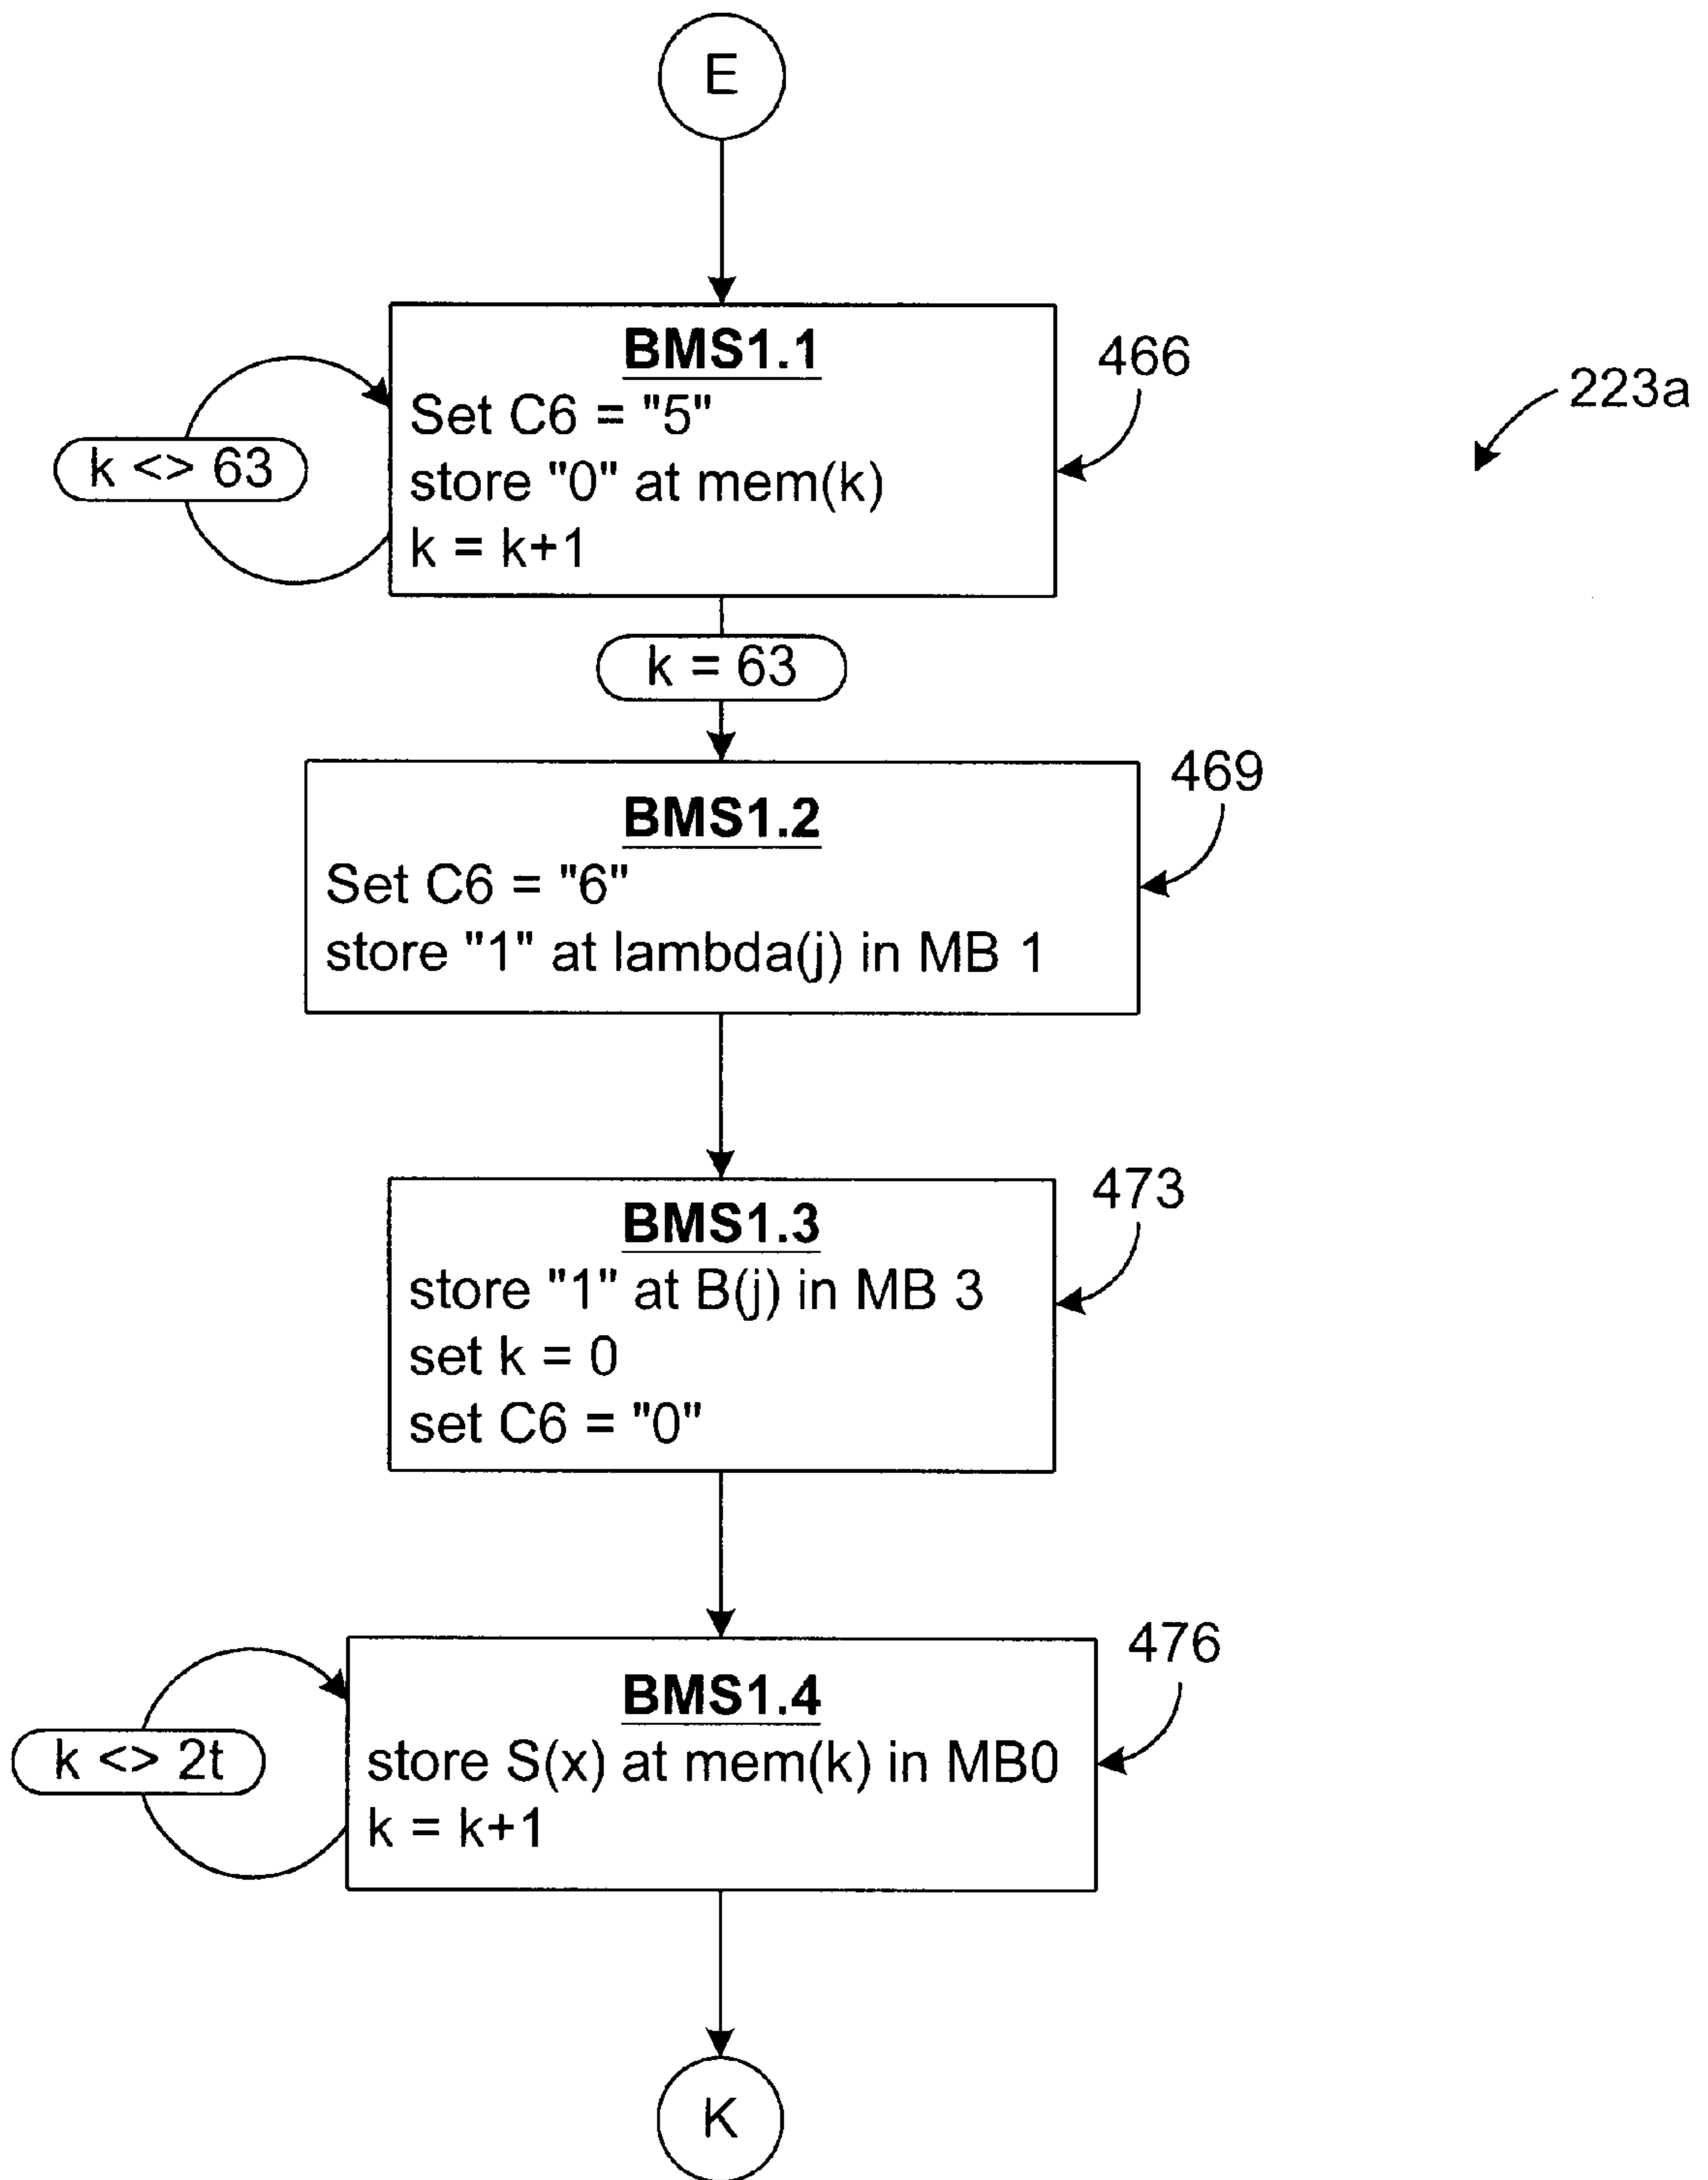 E
BMS1.1
Set C6 = "5"
store "0" at mem(k)
k = k+1
466
223a
k <> 63
k = 63
BMS1.2
Set C6 = "6"
store "1" at lambda(j) in MB 1
469
BMS1.3
store "1" at B(j) in MB 3
set k = 0
set C6 = "0"
473
BMS1.4
store S(x) at mem(k) in MB0
k = k+1
476
k <> 2t
K